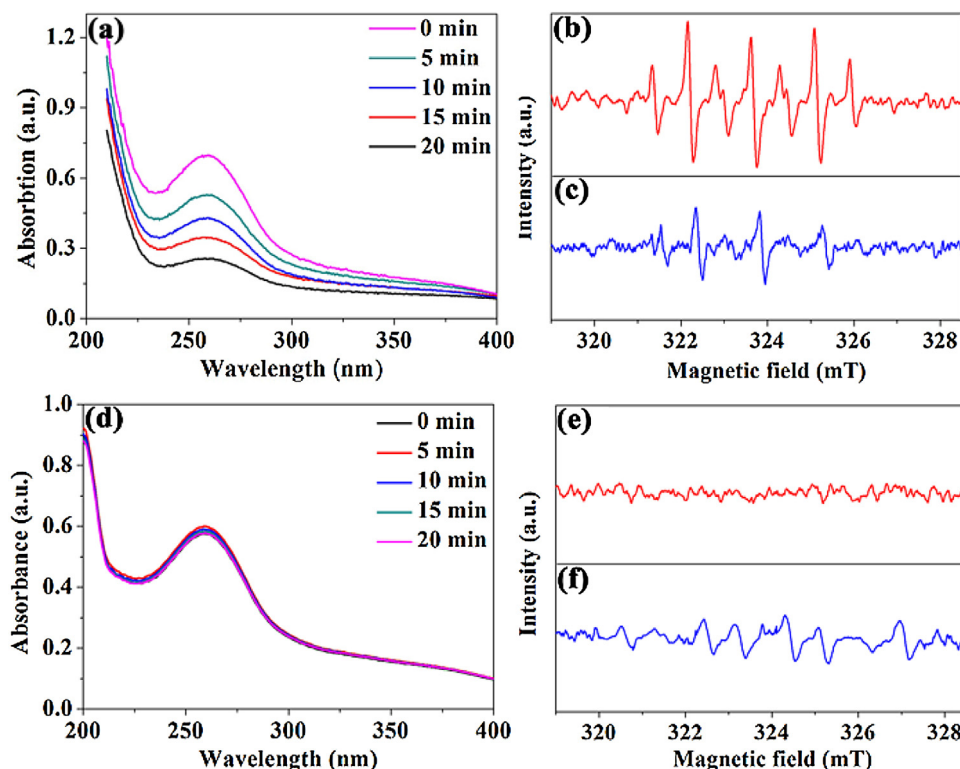 (a)
0 min
5 min
10 min
15 min
20 min
Absorbtion (a.u.)
1.2
0.9
0.6
0.3
0.0
200 250 300 350 400
Wavelength (nm)
(b)
(c)
Intensity (a.u.)
320 322 324 326 328
Magnetic field (mT)
(d)
0 min
5 min
10 min
15 min
20 min
Absorbance (a.u.)
1.0
0.8
0.6
0.4
0.2
0.0
200 250 300 350 400
Wavelength (nm)
(e)
(f)
Intensity (a.u.)
320 322 324 326 328
Magnetic field (mT)